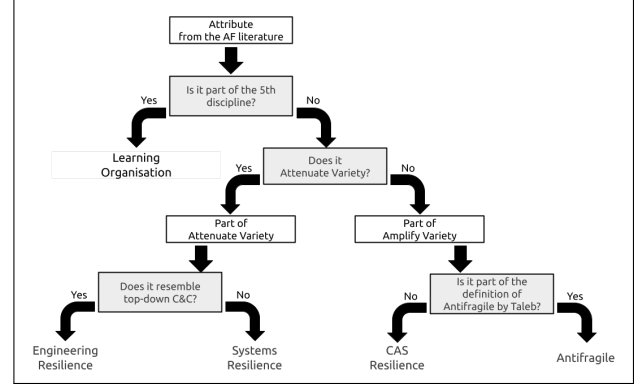 Attribute
from the AF literature
Is it part of the 5th
discipline?
Yes
No
Learning
Organisation
Does it
Attenuate Variety?
Yes
No
Part of
Attenuate Variety
Part of
Amplify Variety
Does it resemble
top-down C&C?
Yes
No
Is it part of the
definition of
Antifragile by Taleb?
No
Yes
Engineering
Resilience
Systems
Resilience
CAS
Resilience
Antifragile